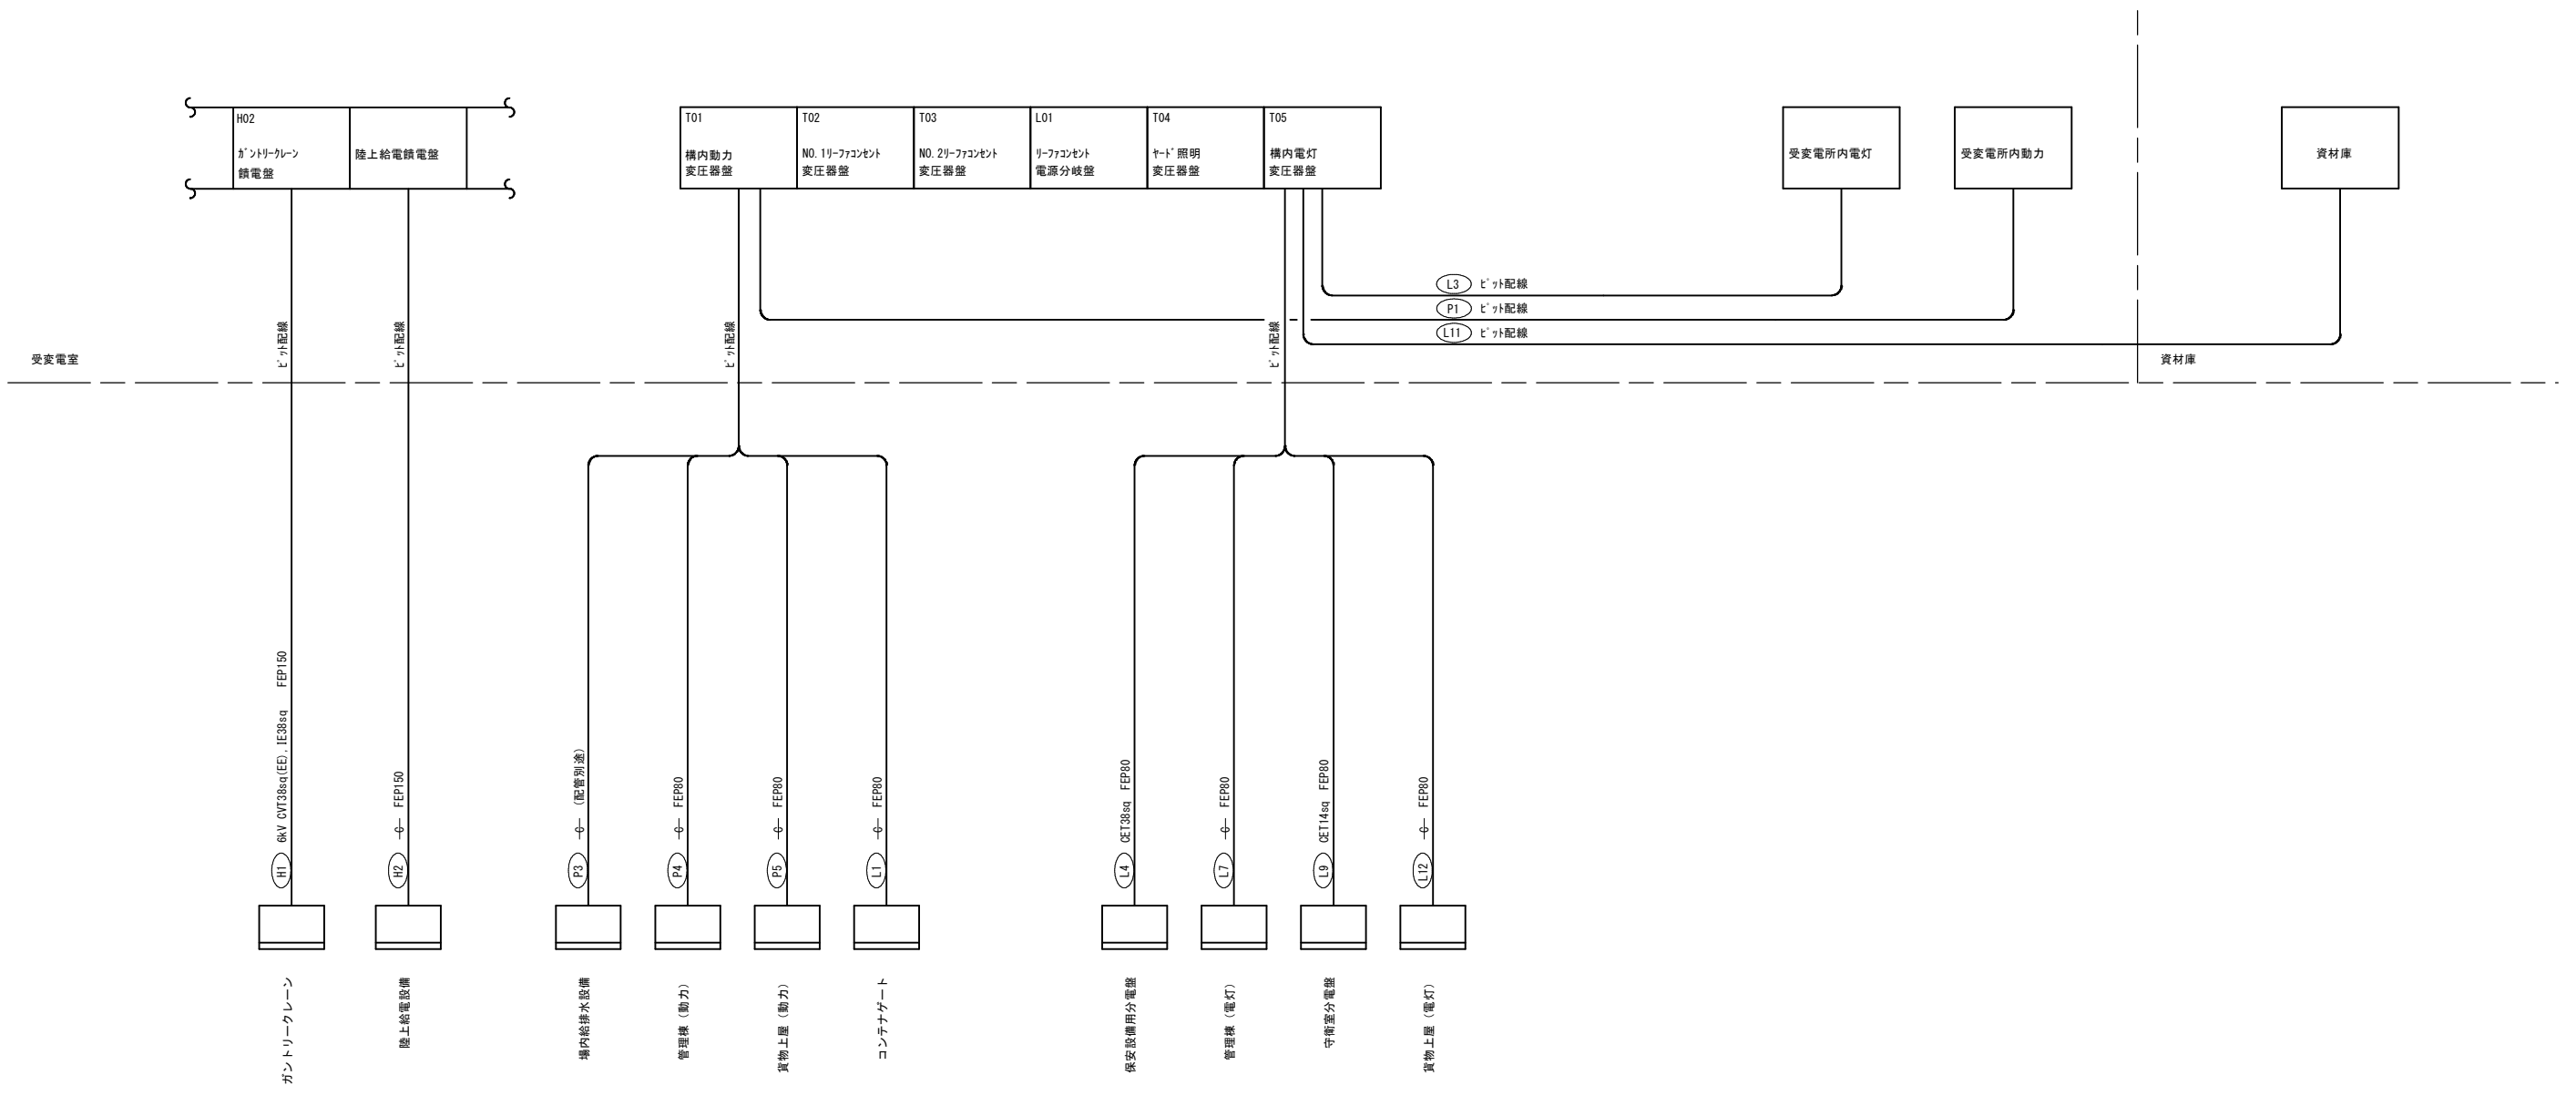 H02
ｶﾞﾝﾄﾘｰｸﾚｰﾝ
饋電盤
陸上給電饋電盤
T01
構内動力
変圧器盤
T02
NO.1ﾘｰﾌｧｺﾝｾﾝﾄ
変圧器盤
T03
NO.2ﾘｰﾌｧｺﾝｾﾝﾄ
変圧器盤
L01
ﾘｰﾌｧｺﾝｾﾝﾄ
電源分岐盤
T04
ﾔｰﾄﾞ照明
変圧器盤
T05
構内電灯
変圧器盤
受変電所内電灯
受変電所内動力
資材庫
L3 ﾋﾟｯﾄ配線
P1 ﾋﾟｯﾄ配線
L11 ﾋﾟｯﾄ配線
ﾋﾟｯﾄ配線
ﾋﾟｯﾄ配線
ﾋﾟｯﾄ配線
ﾋﾟｯﾄ配線
受変電室
資材庫
H1 6kV CVT38sq(EE),IE38sq FEP150
H2 C FEP150
P3 C (配管別途)
P4 C FEP80
P5 C FEP80
L1 C FEP80
L4 CET38sq FEP80
L7 C FEP80
L9 CET14sq FEP80
L12 C FEP80
ガントリークレーン
陸上給電設備
場内給排水設備
管理棟（動力）
貨物上屋（動力）
コンテナゲート
保安設備用分電盤
管理棟（電灯）
守衛室分電盤
貨物上屋（電灯）